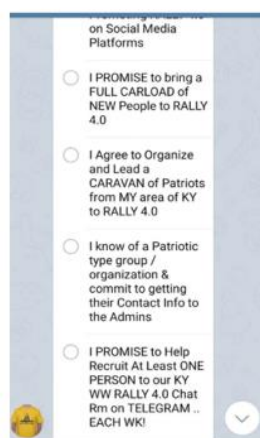 on Social Media
Platforms
I PROMISE to bring a
FULL CARLOAD of
NEW People to RALLY
4.0
I Agree to Organize
and Lead a
CARAVAN of Patriots
from MY area of KY
to RALLY 4.0
I know of a Patriotic
type group /
organization &
commit to getting
their Contact Info to
the Admins
I PROMISE to Help
Recruit At Least ONE
PERSON to our KY
WW RALLY 4.0 Chat
Rm on TELEGRAM ..
EACH WK!